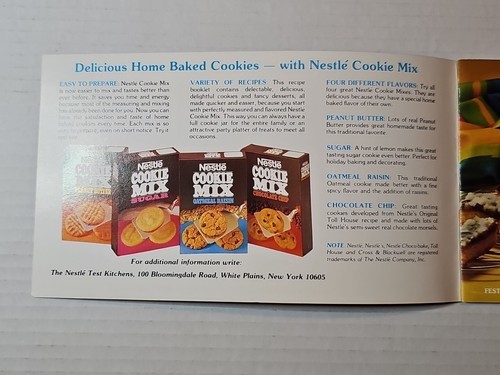 Delicious Home Baked Cookies — with Nestlé Cookie Mix
EASY TO PREPARE: Nestle Cookie Mix
is now easier to mix and tastes better than
ever before. It saves you time and energy
because most of the measuring and mixing
has already been done for you. Now you can
have the satisfaction and taste of home
baked cookies every time. Each mix is so
even on short notice. Try it
VARIETY OF RECIPES: This recipe
booklet contains delectable, delicious,
delightful cookies and fancy desserts, all
made quicker and easier, because you start
with perfectly measured and flavored Nestlé
Cookie Mix. This way you can always have a
full cookie jar for the entire family or an
attractive party platter of treats to meet all
occasions.
FOUR DIFFERENT FLAVORS: Try all
four great Nestlé Cookie Mixes. They are
delicious because they have a special home
baked flavor of their own.
PEANUT BUTTER: Lots of real Peanut
Butter provides great homemade taste for
this traditional favorite.
SUGAR: A hint of lemon makes this great
tasting sugar cookie even better. Perfect for
holiday baking and decorating.
OATMEAL RAISIN: This traditional
Oatmeal cookie made better with a fine
spicy flavor and the addition of raisins.
CHOCOLATE CHIP: Great tasting
cookies developed from Nestlé's Original
Toll House recipe and made with lots of
Nestlé's semi-sweet real chocolate morsels.
NOTE: Nestlé, Nestlé's, Nestlé Chocobake, Toll
House and Cross & Blackwell are registered
trademarks of The Nestlé Company, Inc.
Nestlé
COOKIE
MIX
Nestlé
COOKIE
MIX
SUGAR
Nestlé
COOKIE
MIX
OATMEAL RAISIN
Nestlé
COOKIE
MIX
CHOCOLATE CHIP
For additional information write:
The Nestlé Test Kitchens, 100 Bloomingdale Road, White Plains, New York 10605
FEST